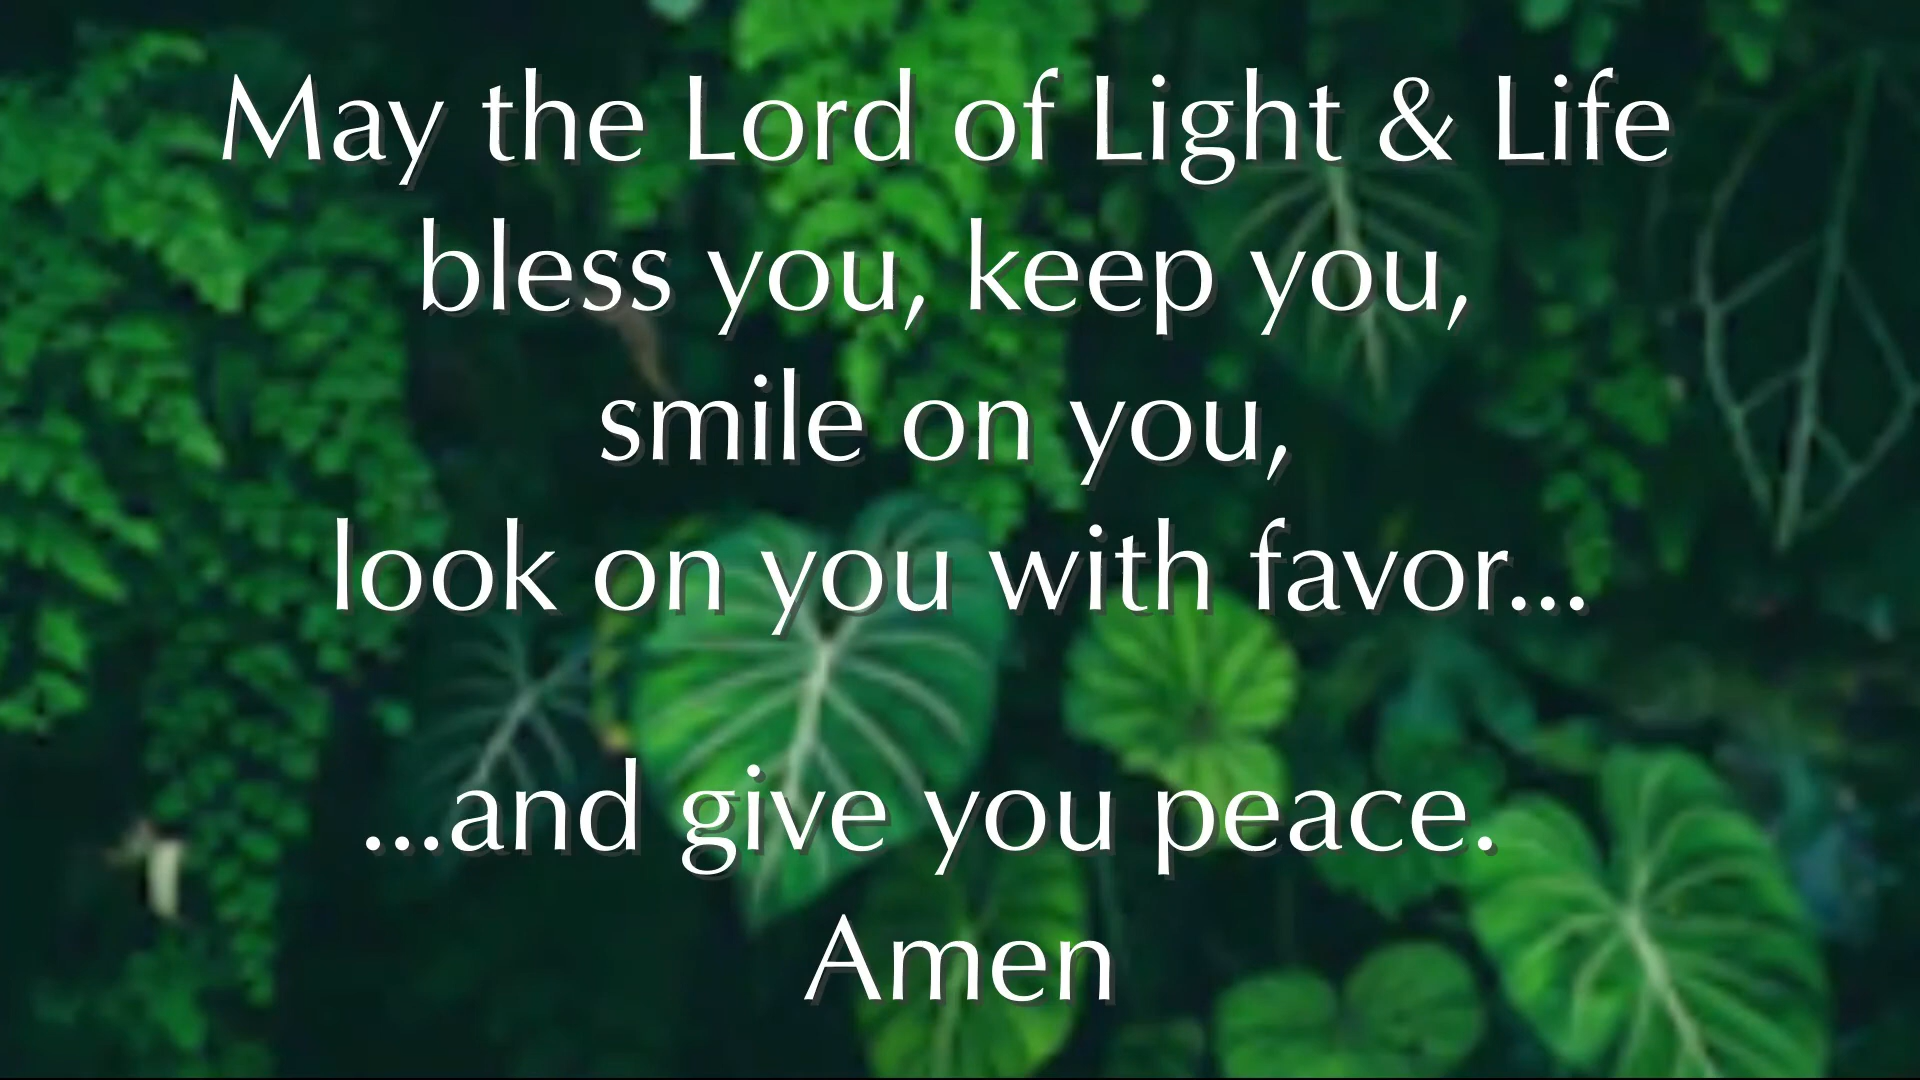 May the Lord of Light & Life
bless you, keep you,
smile on you,
look on you with favor...
...and give you peace.
Amen